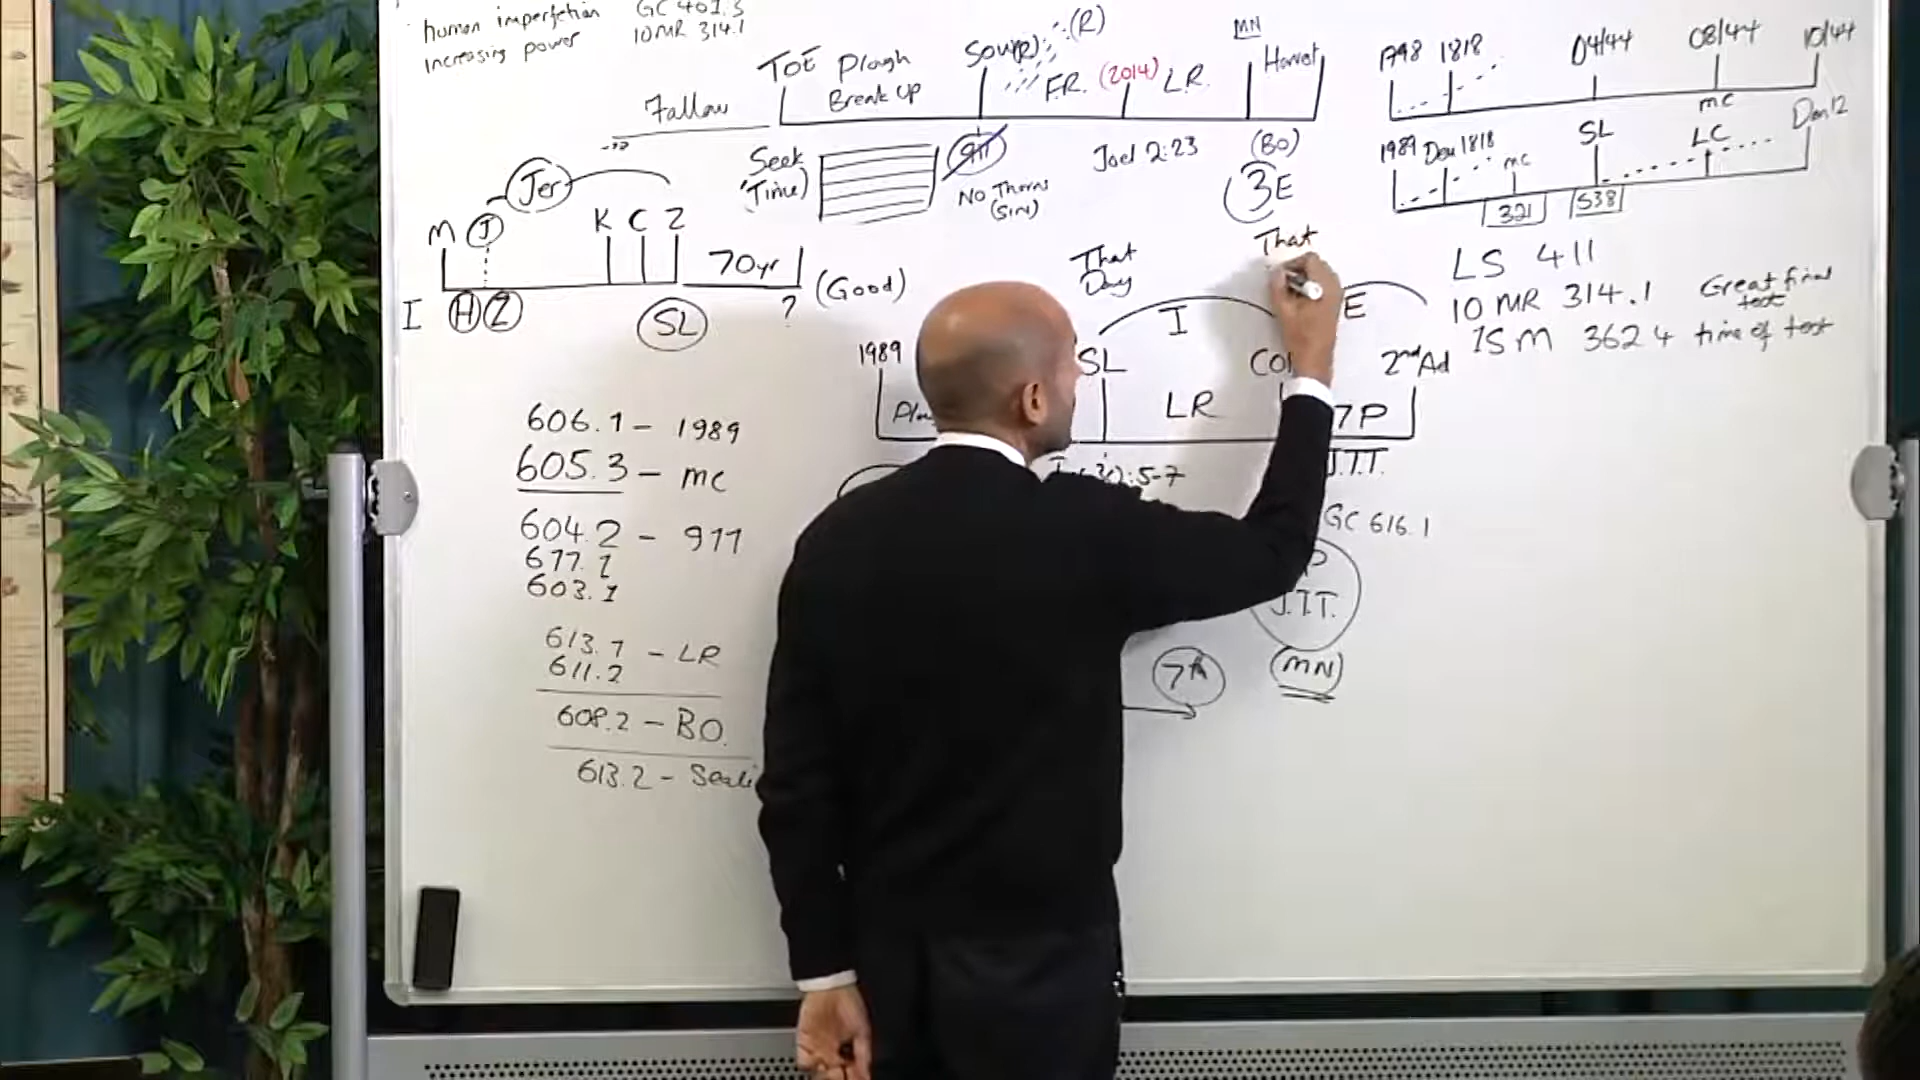 human imperfection GC 401.3
increasing power 10MR 314.1
Fallow
TOE Plough
Break up
Sow (R)
F.R. (2014) L.R.
MN
Harvest
Seek
Time)
911
No Thorns
(SIN)
Joel 2:23
(BO)
3E
1798 1818 04/44 08/44 10/44
mc
1989 Den 1818 mc SL LC Dan 12
321 538
Jer
M J K C Z 70yr
I H Z SL ? (Good)
606.1 - 1989
605.3 - mc
604.2 - 911
677.1
603.1
613.7 - LR
611.2
608.2 - BO.
613.2 -
That
Day
That
I E
1989 SL 2nd Ad
LR 7P
:5-7 J.T.T.
GC 616.1
J.T.T.
7th (MN)
LS 411
10 MR 314.1 Great final
test
1SM 362 4 time of test